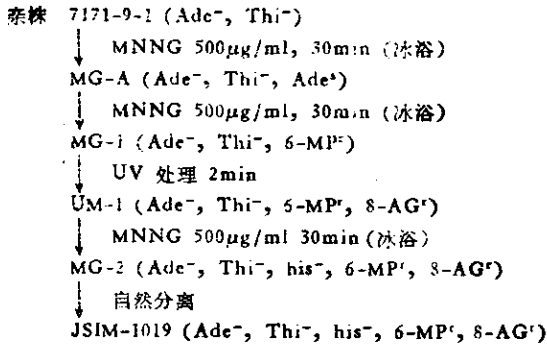 亲株 7171-9-1 (Ade⁻, Thi⁻)
MNNG 500μg/ml, 30min (冰浴)
MG-A (Ade⁻, Thi⁻, Adeˢ)
MNNG 500μg/ml, 30min (冰浴)
MG-1 (Ade⁻, Thi⁻, 6-MPʳ)
UV 处理 2min
UM-1 (Ade⁻, Thi⁻, 6-MPʳ, 8-AGʳ)
MNNG 500μg/ml 30min (冰浴)
MG-2 (Ade⁻, Thi⁻, his⁻, 6-MPʳ, 8-AGʳ)
自然分离
JSIM-1019 (Ade⁻, Thi⁻, his⁻, 6-MPʳ, 8-AGʳ)